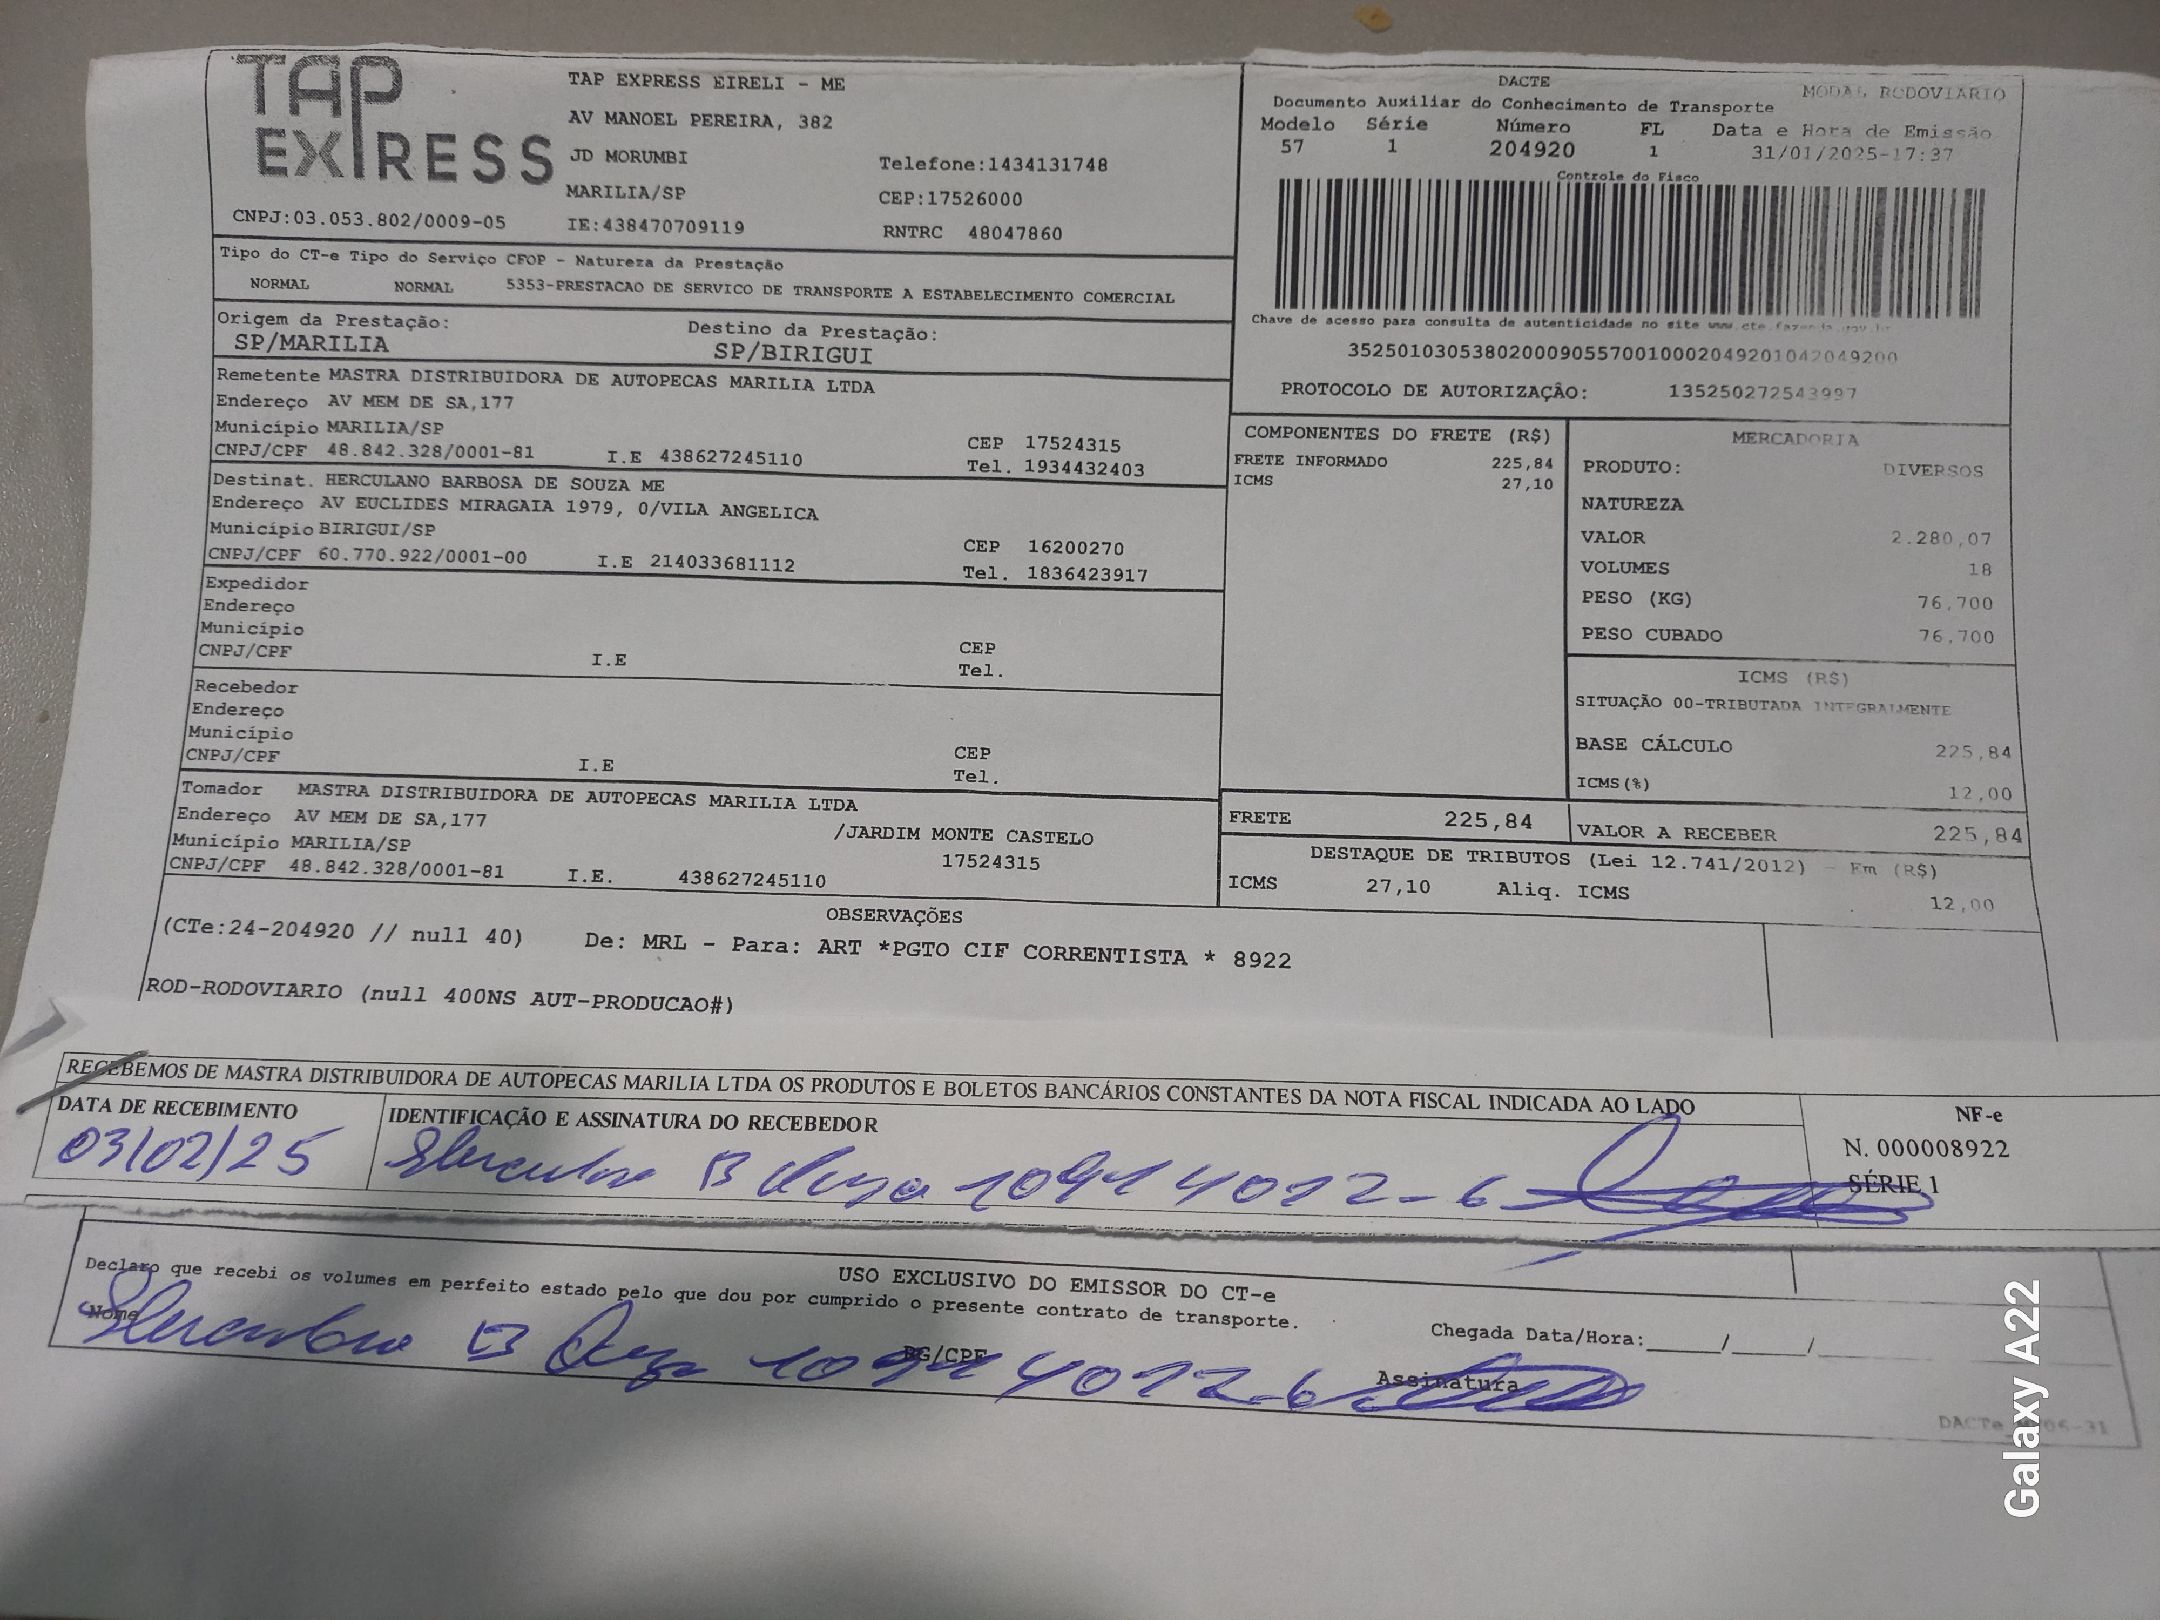 TAP
EXPRESS
TAP EXPRESS EIRELI - ME
AV MANOEL PEREIRA, 382
JD MORUMBI
Telefone:1434131748
MARILIA/SP
CEP:17526000
CNPJ:03.053.802/0009-05
IE:438470709119
RNTRC 48047860
DACTE
MODAL RODOVIARIO
Documento Auxiliar do Conhecimento de Transporte
Modelo Série Número FL Data e Hora de Emissão
57 1 204920 1 31/01/2025-17:37
Controle do Fisco
Chave de acesso para consulta de autenticidade no site www.cte.fazenda.gov.br
35250103053802000905570010002049201042049200
PROTOCOLO DE AUTORIZAÇÃO: 135250272543997
Tipo do CT-e Tipo do Serviço CFOP - Natureza da Prestação
NORMAL NORMAL 5353-PRESTACAO DE SERVICO DE TRANSPORTE A ESTABELECIMENTO COMERCIAL
Origem da Prestação: Destino da Prestação:
SP/MARILIA SP/BIRIGUI
Remetente MASTRA DISTRIBUIDORA DE AUTOPECAS MARILIA LTDA
Endereço AV MEM DE SA,177
Município MARILIA/SP CEP 17524315
CNPJ/CPF 48.842.328/0001-81 I.E 438627245110 Tel. 1934432403
Destinat. HERCULANO BARBOSA DE SOUZA ME
Endereço AV EUCLIDES MIRAGAIA 1979, 0/VILA ANGELICA
Município BIRIGUI/SP CEP 16200270
CNPJ/CPF 60.770.922/0001-00 I.E 214033681112 Tel. 1836423917
Expedidor
Endereço
Município CEP
CNPJ/CPF I.E Tel.
Recebedor
Endereço
Município CEP
CNPJ/CPF I.E Tel.
Tomador MASTRA DISTRIBUIDORA DE AUTOPECAS MARILIA LTDA
Endereço AV MEM DE SA,177 /JARDIM MONTE CASTELO
Município MARILIA/SP 17524315
CNPJ/CPF 48.842.328/0001-81 I.E. 438627245110
COMPONENTES DO FRETE (R$)
FRETE INFORMADO 225,84
ICMS 27,10
MERCADORIA
PRODUTO: DIVERSOS
NATUREZA
VALOR 2.280,07
VOLUMES 18
PESO (KG) 76,700
PESO CUBADO 76,700
ICMS (R$)
SITUAÇÃO 00-TRIBUTADA INTEGRALMENTE
BASE CÁLCULO 225,84
ICMS(%) 12,00
FRETE 225,84 VALOR A RECEBER 225,84
DESTAQUE DE TRIBUTOS (Lei 12.741/2012) - Em (R$)
ICMS 27,10 Aliq. ICMS 12,00
OBSERVAÇÕES
(CTe:24-204920 // null 40) De: MRL - Para: ART *PGTO CIF CORRENTISTA * 8922
ROD-RODOVIARIO (null 400NS AUT-PRODUCAO#)
RECEBEMOS DE MASTRA DISTRIBUIDORA DE AUTOPECAS MARILIA LTDA OS PRODUTOS E BOLETOS BANCÁRIOS CONSTANTES DA NOTA FISCAL INDICADA AO LADO
DATA DE RECEBIMENTO IDENTIFICAÇÃO E ASSINATURA DO RECEBEDOR
03/02/25 Herculano B
NF-e
N. 000008922
SÉRIE 1
USO EXCLUSIVO DO EMISSOR DO CT-e
Declaro que recebi os volumes em perfeito estado pelo que dou por cumprido o presente contrato de transporte.
Nome Herculano B
RG/CPF
Chegada Data/Hora:_____/_____/
Assinatura
Galaxy A22